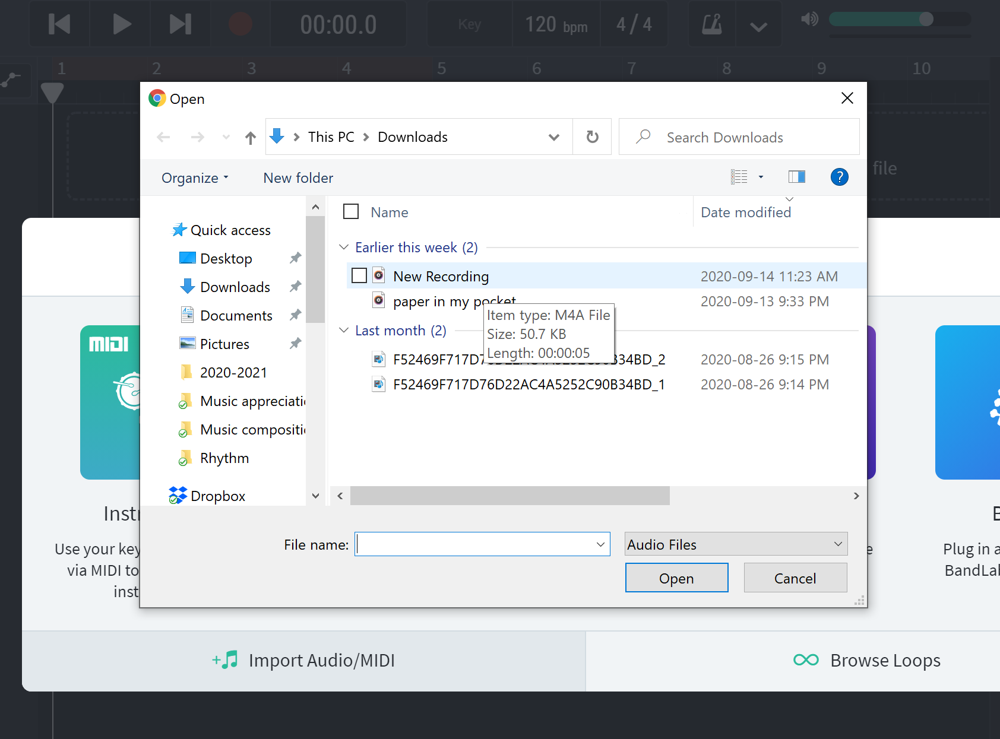 00:00.0
Key
120 bpm
4 / 4
1 2 3 4 5 6 7 8 9 10
Open
This PC
Downloads
Search Downloads
file
Organize
New folder
?
Name
Date modified
Quick access
Desktop
Downloads
Documents
Pictures
2020-2021
Music appreciati
Music compositi
Rhythm
Dropbox
Earlier this week (2)
New Recording 2020-09-14 11:23 AM
paper in my pocket 2020-09-13 9:33 PM
Item type: M4A File
Size: 50.7 KB
Length: 00:00:05
Last month (2)
F52469F717D76D22AC4A5252C90B34BD_2 2020-08-26 9:15 PM
F52469F717D76D22AC4A5252C90B34BD_1 2020-08-26 9:14 PM
MIDI
Instr
Use your key
via MIDI to
inst
File name:
Audio Files
Open
Cancel
e
B
Plug in a
BandLab
Import Audio/MIDI
Browse Loops